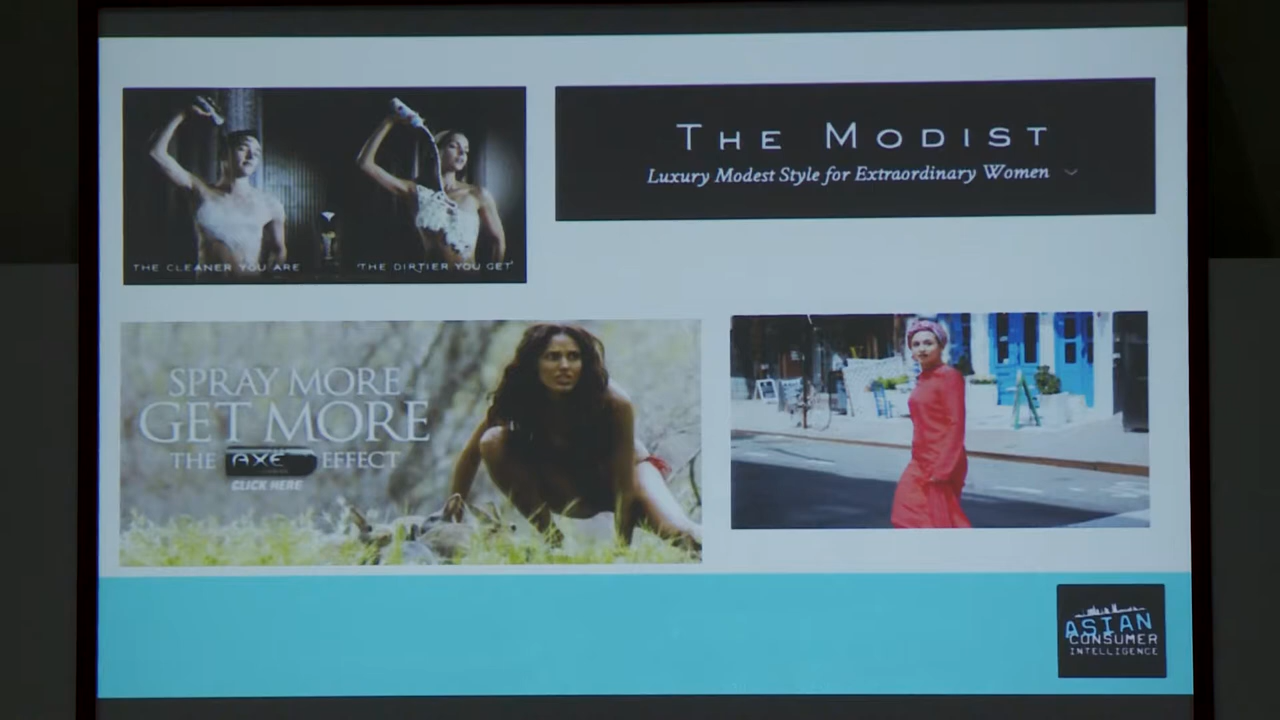 THE CLEANER YOU ARE 'THE DIRTIER YOU GET'
THE MODIST
Luxury Modest Style for Extraordinary Women
SPRAY MORE
GET MORE
THE AXE EFFECT
CLICK HERE
ASIAN
CONSUMER
INTELLIGENCE